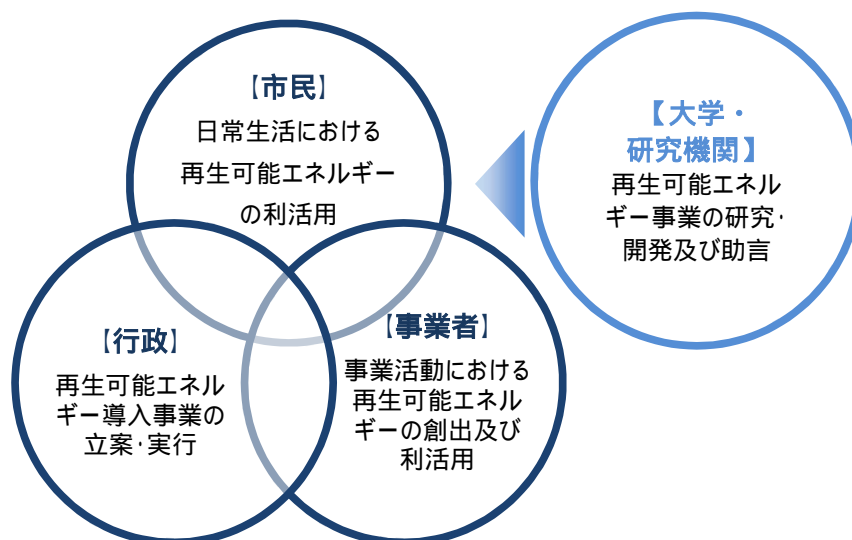 【市民】
日常生活における
再生可能エネルギー
の利活用
【大学・
研究機関】
再生可能エネル
ギー事業の研究・
開発及び助言
【行政】
再生可能エネル
ギー導入事業の
立案・実行
【事業者】
事業活動における
再生可能エネル
ギーの創出及び
利活用